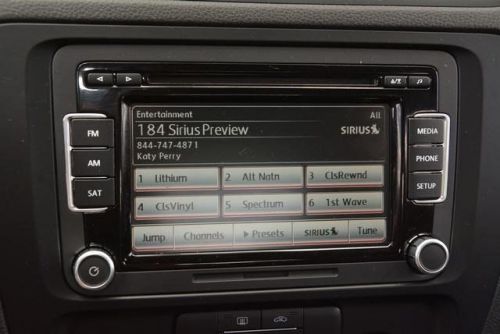 Entertainment All
184 Sirius Preview SIRIUS
844-747-4871
Katy Perry
1 Lithium 2 Alt Natn 3 ClsRewnd
4 ClsVinyl 5 Spectrum 6 1st Wave
Jump Channels Presets SIRIUS Tune
FM
AM
SAT
MEDIA
PHONE
SETUP